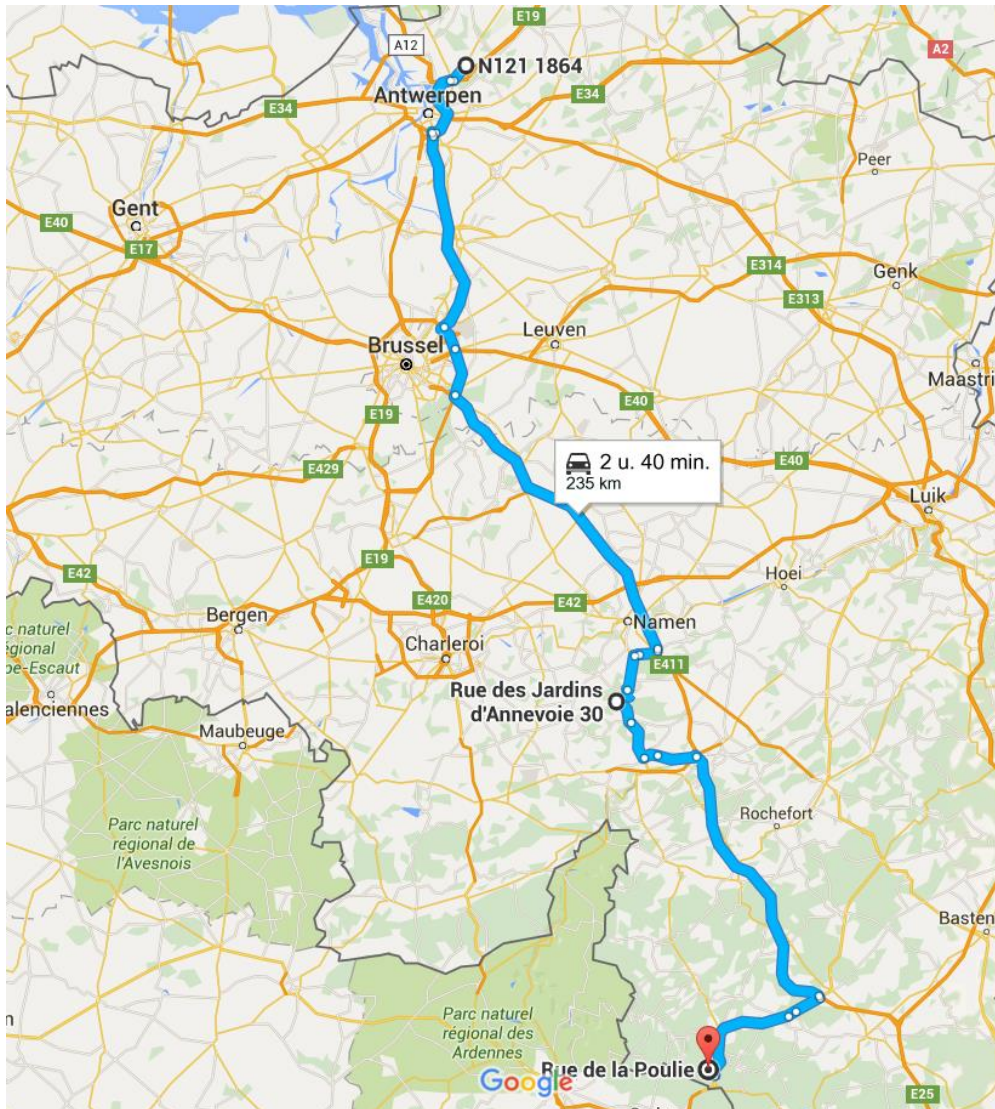 E19
A12
A2
N121 1864
E34
Antwerpen
E34
Peer
Gent
E40
E17
E314
Genk
E313
Leuven
Brussel
Maastri
E19
E40
2 u. 40 min.
235 km
E429
E40
Luik
E19
E42
Hoei
E420
E42
Bergen
Namen
c naturel
égional
pe-Escaut
Charleroi
E411
alenciennes
Rue des Jardins
d'Annevoie 30
Maubeuge
Rochefort
Parc naturel
régional de
l'Avesnois
Basten
Parc naturel
régional des
Ardennes
Rue de la Poulie
Google
E25